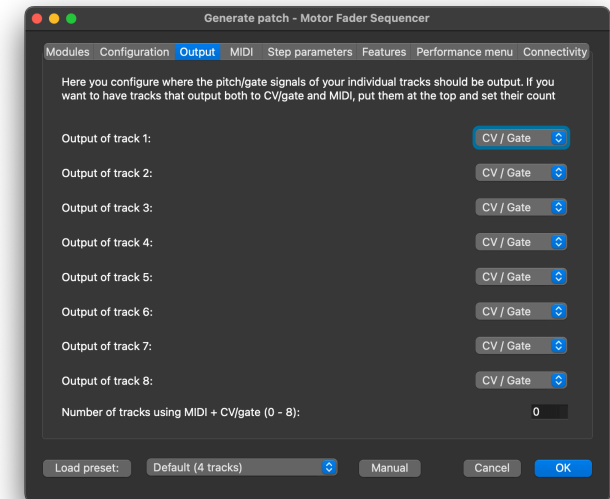 Generate patch - Motor Fader Sequencer
Modules Configuration Output MIDI Step parameters Features Performance menu Connectivity
Here you configure where the pitch/gate signals of your individual tracks should be output. If you
want to have tracks that output both to CV/gate and MIDI, put them at the top and set their count
Output of track 1: CV / Gate
Output of track 2: CV / Gate
Output of track 3: CV / Gate
Output of track 4: CV / Gate
Output of track 5: CV / Gate
Output of track 6: CV / Gate
Output of track 7: CV / Gate
Output of track 8: CV / Gate
Number of tracks using MIDI + CV/gate (0 - 8): 0
Load preset: Default (4 tracks) Manual Cancel OK